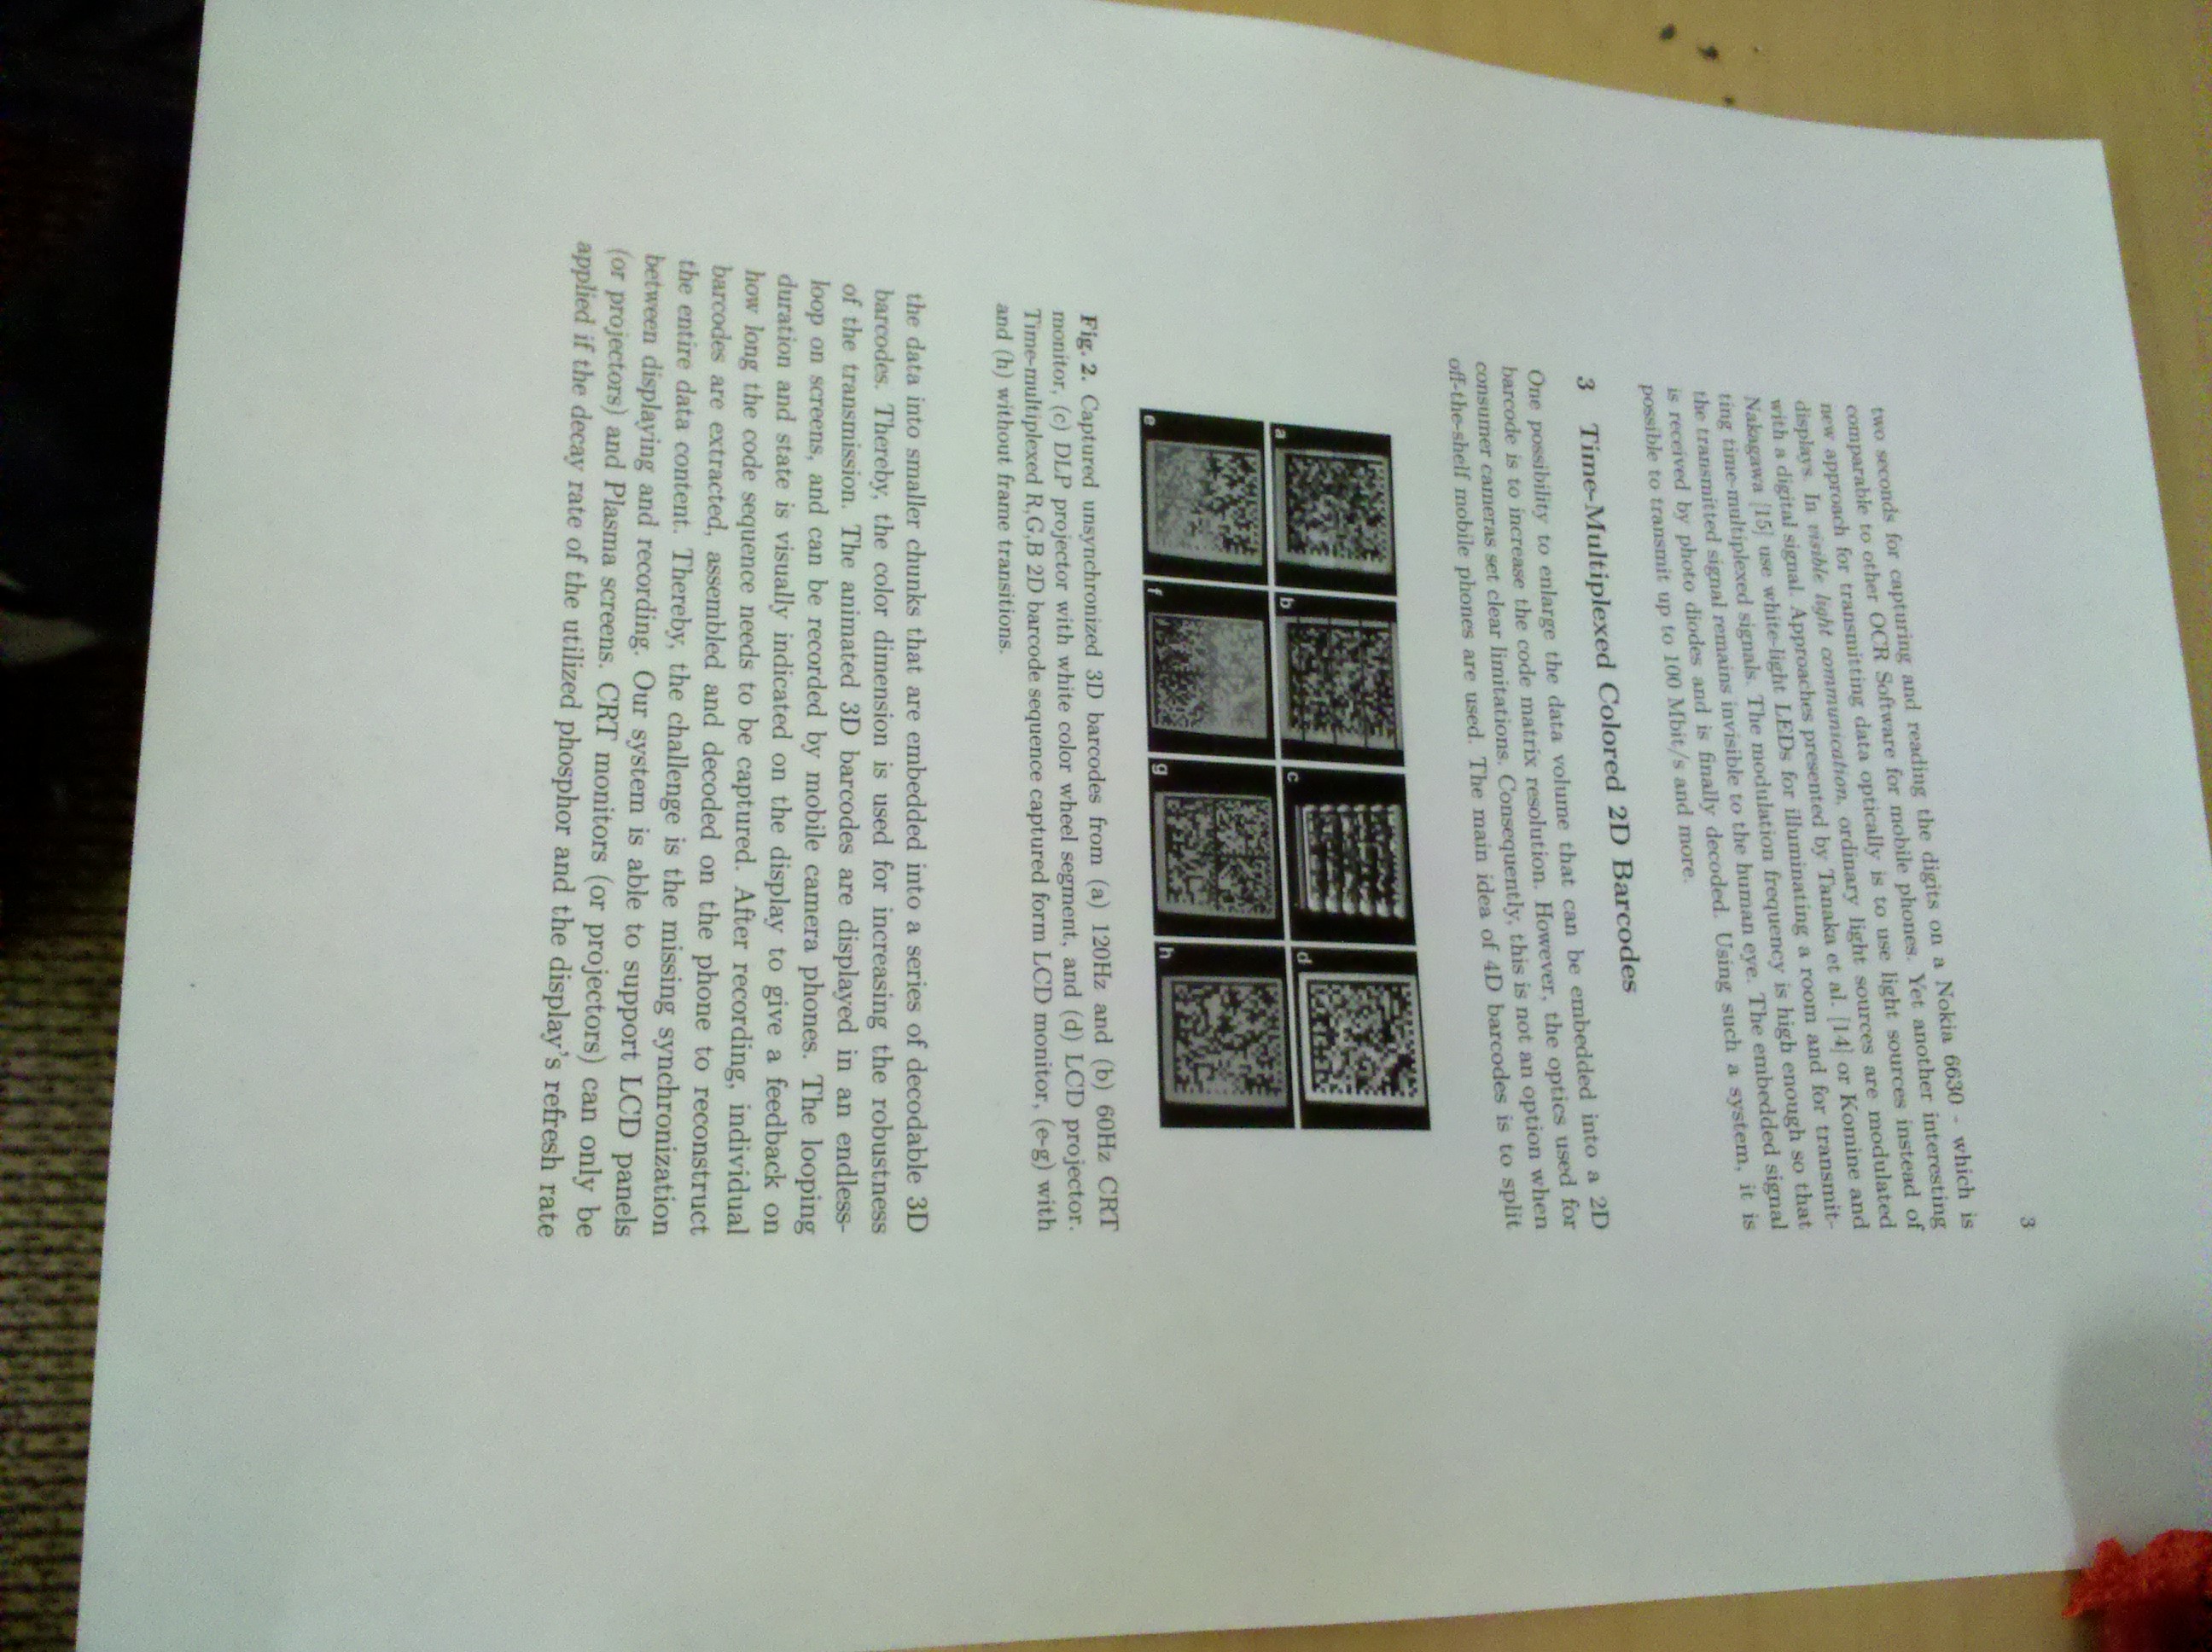 3
two seconds for capturing and reading the digits on a Nokia 6630 - which is
comparable to other OCR Software for mobile phones. Yet another interesting
new approach for transmitting data optically is to use light sources instead of
displays. In visible light communication, ordinary light sources are modulated
with a digital signal. Approaches presented by Tanaka et al. [14] or Komine and
Nakagawa [15] use white-light LEDs for illuminating a room and for transmit-
ting time-multiplexed signals. The modulation frequency is high enough so that
the transmitted signal remains invisible to the human eye. The embedded signal
is received by photo diodes and is finally decoded. Using such a system, it is
possible to transmit up to 100 Mbit/s and more.
3 Time-Multiplexed Colored 2D Barcodes
One possibility to enlarge the data volume that can be embedded into a 2D
barcode is to increase the code matrix resolution. However, the optics used for
consumer cameras set clear limitations. Consequently, this is not an option when
off-the-shelf mobile phones are used. The main idea of 4D barcodes is to split
a b c d
e f g h
Fig. 2. Captured unsynchronized 3D barcodes from (a) 120Hz and (b) 60Hz CRT
monitor, (c) DLP projector with white color wheel segment, and (d) LCD projector.
Time-multiplexed R,G,B 2D barcode sequence captured form LCD monitor, (e-g) with
and (h) without frame transitions.
the data into smaller chunks that are embedded into a series of decodable 3D
barcodes. Thereby, the color dimension is used for increasing the robustness
of the transmission. The animated 3D barcodes are displayed in an endless-
loop on screens, and can be recorded by mobile camera phones. The looping
duration and state is visually indicated on the display to give a feedback on
how long the code sequence needs to be captured. After recording, individual
barcodes are extracted, assembled and decoded on the phone to reconstruct
the entire data content. Thereby, the challenge is the missing synchronization
between displaying and recording. Our system is able to support LCD panels
(or projectors) and Plasma screens. CRT monitors (or projectors) can only be
applied if the decay rate of the utilized phosphor and the display's refresh rate